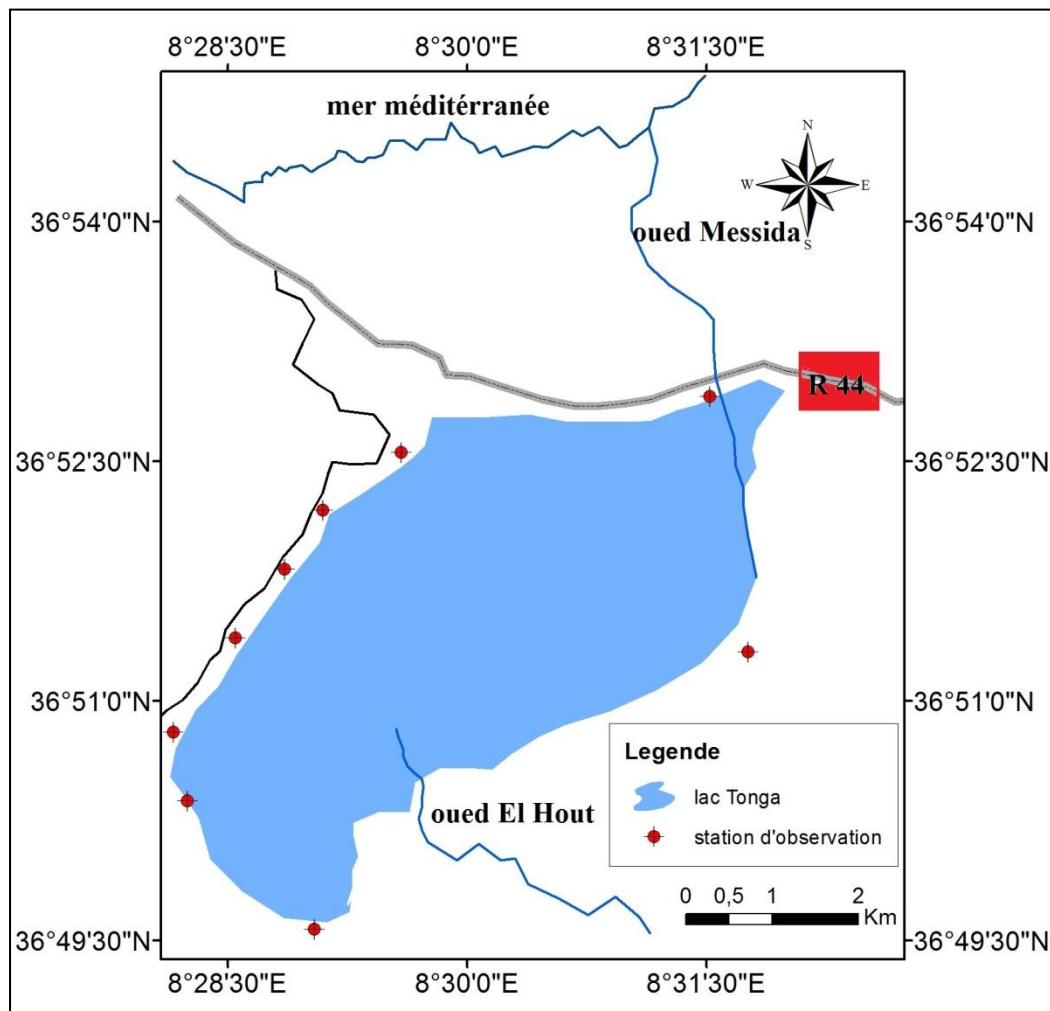 8°28'30"E 8°30'0"E 8°31'30"E
mer méditérranée
N
W E
S
36°54'0"N 36°54'0"N
oued Messida
R 44
36°52'30"N 36°52'30"N
36°51'0"N 36°51'0"N
Legende
lac Tonga
station d'observation
oued El Hout
0 0,5 1 2
Km
36°49'30"N 36°49'30"N
8°28'30"E 8°30'0"E 8°31'30"E